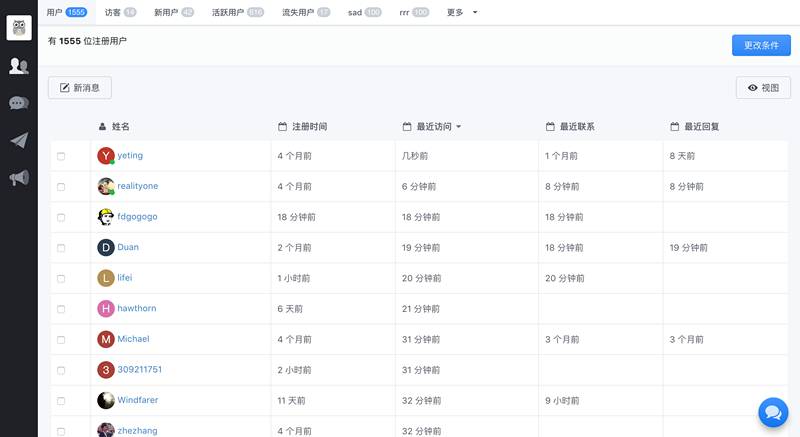 用户 1555 访客 14 新用户 42 活跃用户 616 流失用户 17 sad 100 rrr 100 更多
有 1555 位注册用户
更改条件
新消息 视图
姓名 注册时间 最近访问 最近联系 最近回复
Y yeting 4 个月前 几秒前 1 个月前 8 天前
realityone 4 个月前 6 分钟前 8 分钟前 8 分钟前
fdgogogo 18 分钟前 18 分钟前 18 分钟前
D Duan 2 个月前 19 分钟前 18 分钟前 19 分钟前
L lifei 1 小时前 20 分钟前 20 分钟前
H hawthorn 6 天前 21 分钟前
M Michael 4 个月前 31 分钟前 3 个月前 3 个月前
3 309211751 2 小时前 31 分钟前
Windfarer 11 天前 32 分钟前 9 小时前
zhezhang 4 个月前 32 分钟前